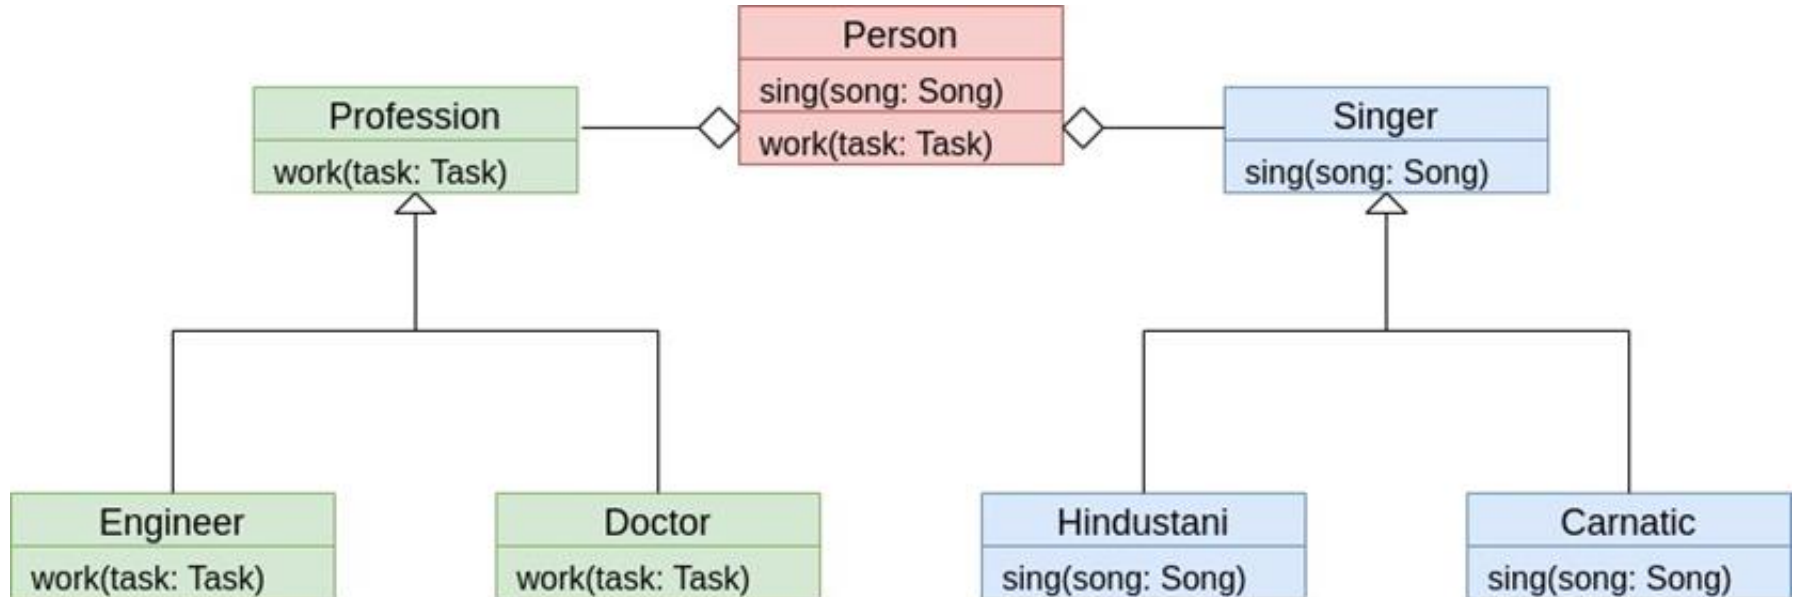 Person
sing(song: Song)
work(task: Task)
Profession
work(task: Task)
Singer
sing(song: Song)
Engineer
work(task: Task)
Doctor
work(task: Task)
Hindustani
sing(song: Song)
Carnatic
sing(song: Song)